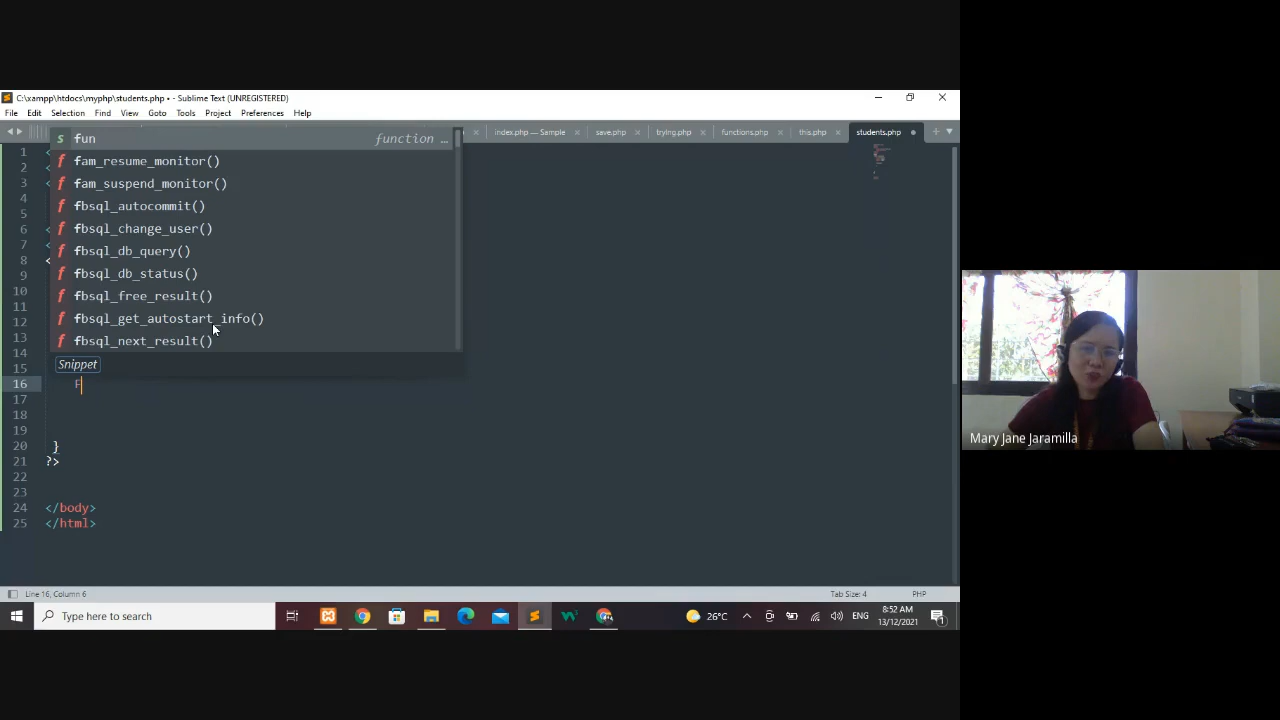 C:\xampp\htdocs\myphp\students.php • - Sublime Text (UNREGISTERED)
File Edit Selection Find View Goto Tools Project Preferences Help
index.php — Sample × save.php × trying.php × functions.php × this.php × students.php
1 <
2 <
3 <
4
5
6 <
7 <
8 <
9
10
11
12
13
14
15
16 F
17
18
19
20 }
21 ?>
22
23
24 </body>
25 </html>
s fun function ...
f fam_resume_monitor()
f fam_suspend_monitor()
f fbsql_autocommit()
f fbsql_change_user()
f fbsql_db_query()
f fbsql_db_status()
f fbsql_free_result()
f fbsql_get_autostart_info()
f fbsql_next_result()
Snippet
Mary Jane Jaramilla
Line 16, Column 6 Tab Size: 4 PHP
Type here to search
26°C ENG
8:52 AM
13/12/2021
1